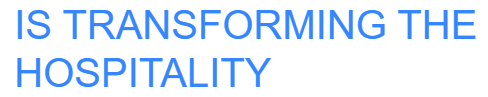 IS TRANSFORMING THE
HOSPITALITY